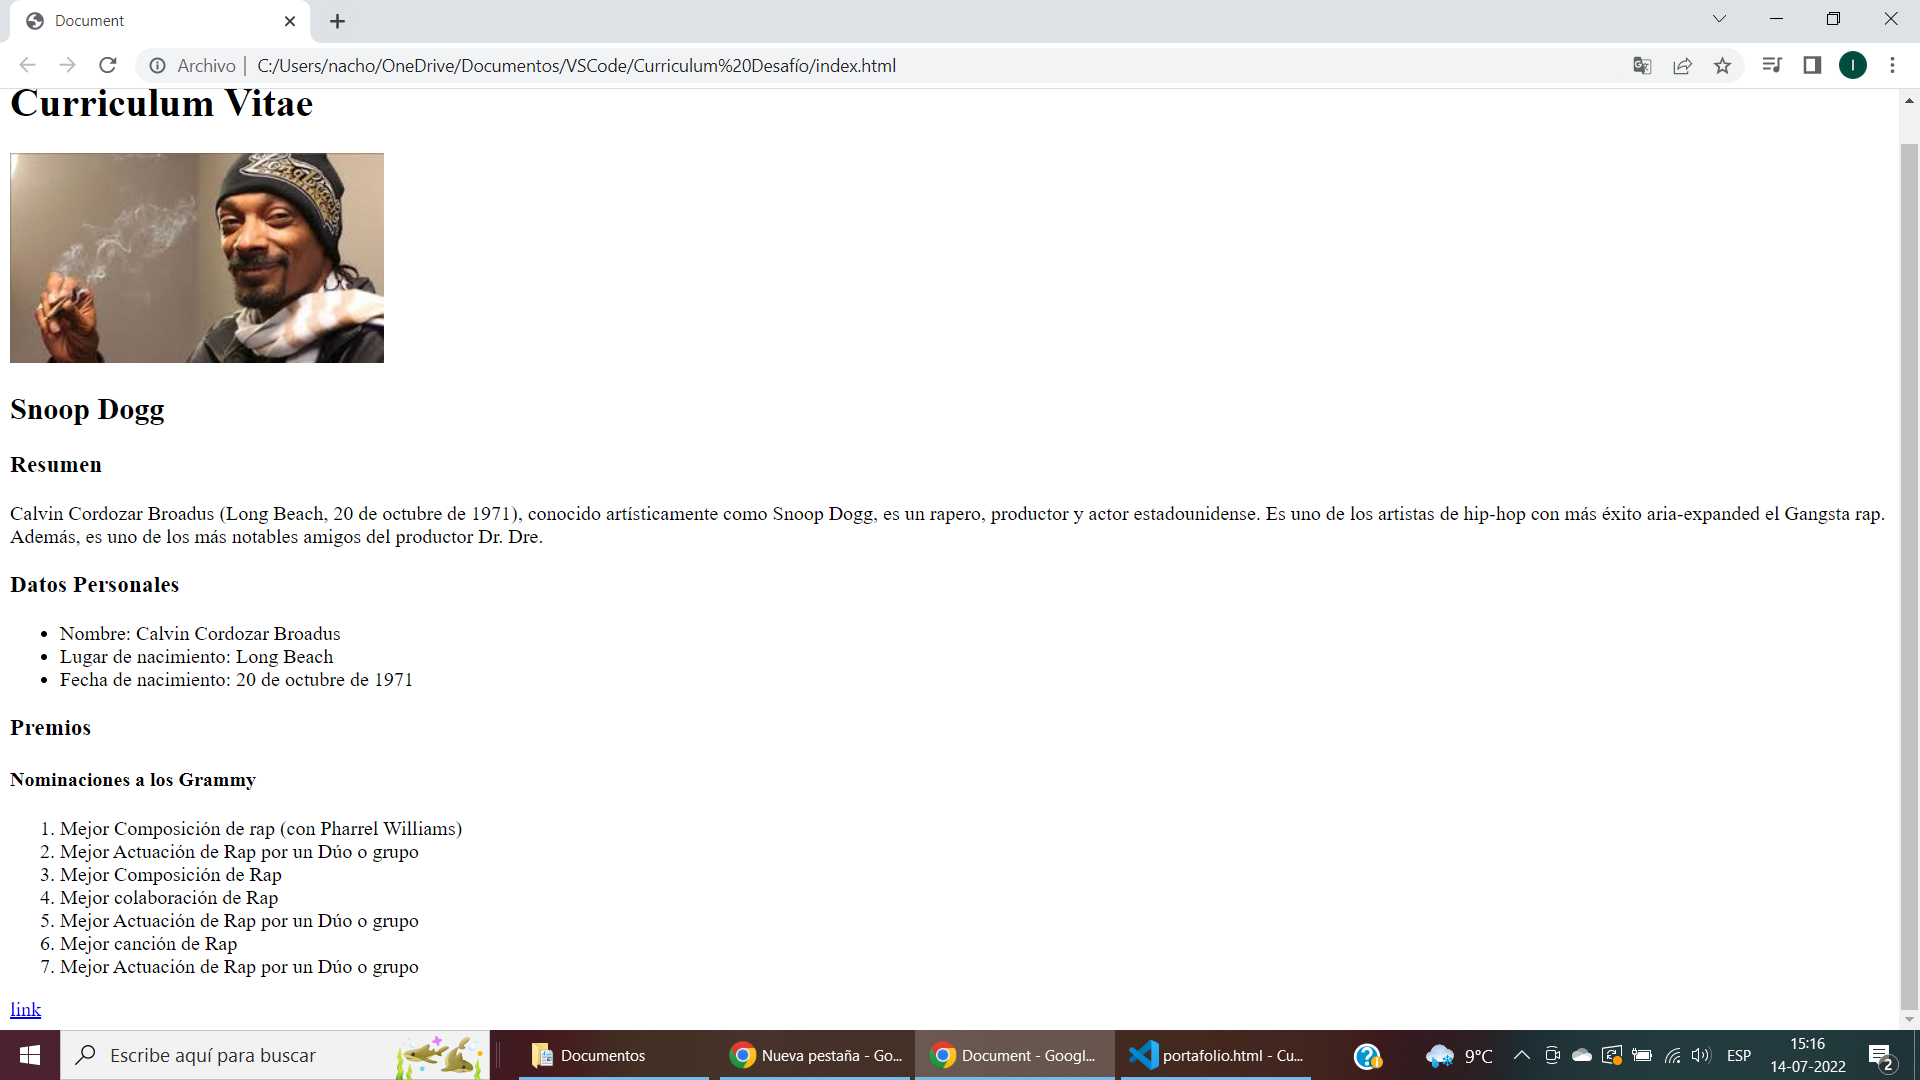 Document
Archivo | C:/Users/nacho/OneDrive/Documentos/VSCode/Curriculum%20Desafío/index.html
I
Curriculum Vitae
Snoop Dogg
Resumen
Calvin Cordozar Broadus (Long Beach, 20 de octubre de 1971), conocido artísticamente como Snoop Dogg, es un rapero, productor y actor estadounidense. Es uno de los artistas de hip-hop con más éxito aria-expanded el Gangsta rap.
Además, es uno de los más notables amigos del productor Dr. Dre.
Datos Personales
• Nombre: Calvin Cordozar Broadus
• Lugar de nacimiento: Long Beach
• Fecha de nacimiento: 20 de octubre de 1971
Premios
Nominaciones a los Grammy
1. Mejor Composición de rap (con Pharrel Williams)
2. Mejor Actuación de Rap por un Dúo o grupo
3. Mejor Composición de Rap
4. Mejor colaboración de Rap
5. Mejor Actuación de Rap por un Dúo o grupo
6. Mejor canción de Rap
7. Mejor Actuación de Rap por un Dúo o grupo
link
Escribe aquí para buscar
Documentos
Nueva pestaña - Go...
Document - Googl...
portafolio.html - Cu...
9°C
ESP
15:16
14-07-2022
2